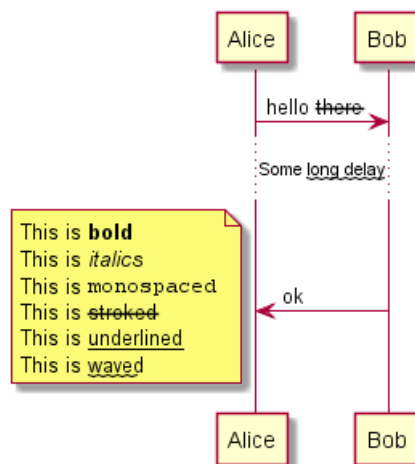 Alice Bob
hello there
Some long delay
This is bold
This is italics
This is monospaced
This is stroked
This is underlined
This is waved
ok
Alice Bob